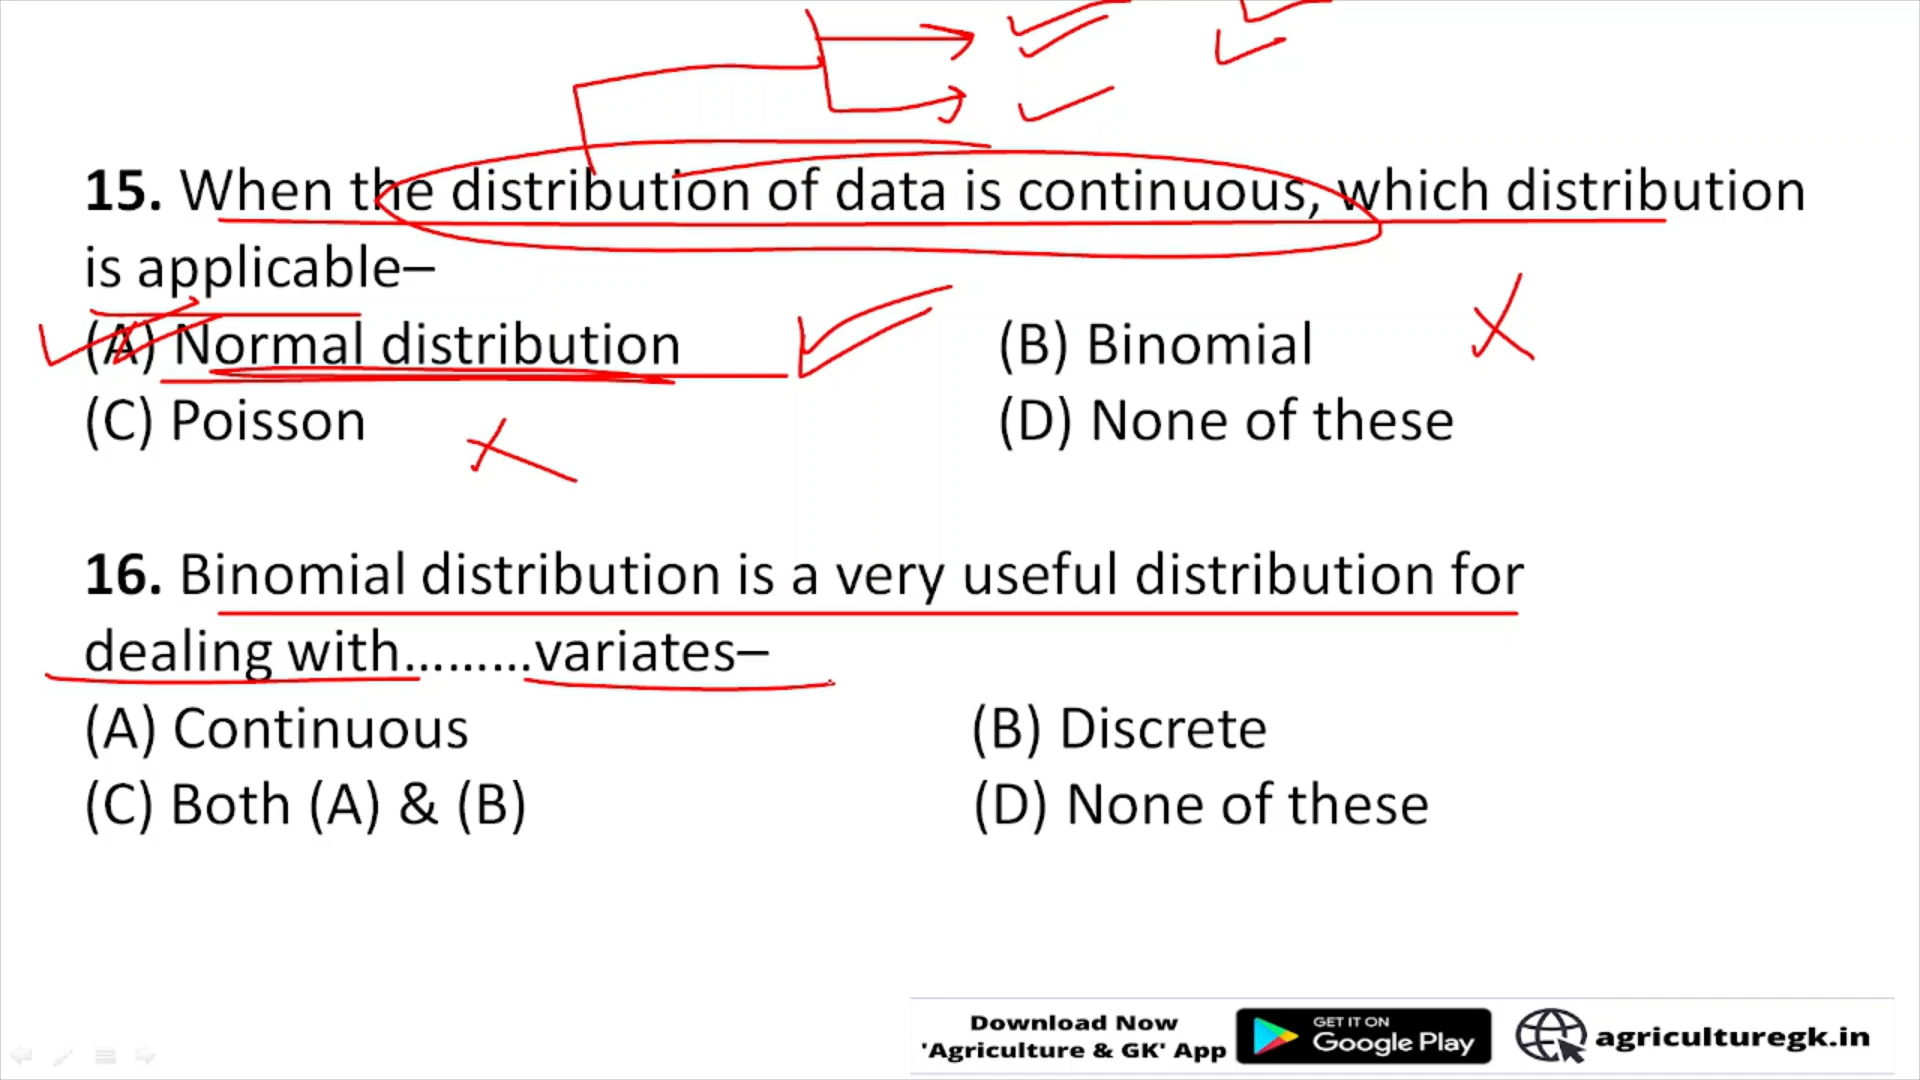 15. When the distribution of data is continuous, which distribution
is applicable–
(A) Normal distribution (B) Binomial
(C) Poisson (D) None of these
16. Binomial distribution is a very useful distribution for
dealing with.........variates–
(A) Continuous (B) Discrete
(C) Both (A) & (B) (D) None of these
Download Now
'Agriculture & GK' App
GET IT ON
Google Play
agriculturegk.in